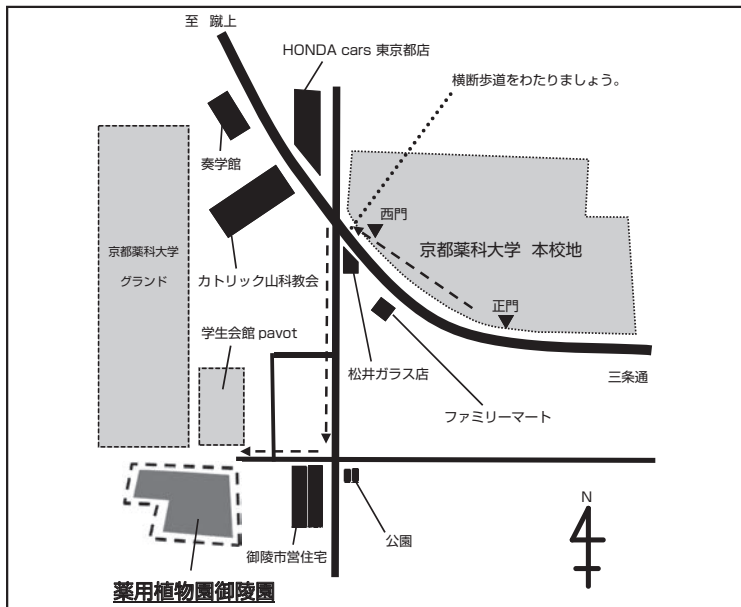 至 蹴上
HONDA cars 東京都店
横断歩道をわたりましょう。
奏学館
西門
京都薬科大学 本校地
京都薬科大学
グランド
カトリック山科教会
正門
学生会館 pavot
松井ガラス店
三条通
ファミリーマート
N
公園
御陵市営住宅
薬用植物園御陵園